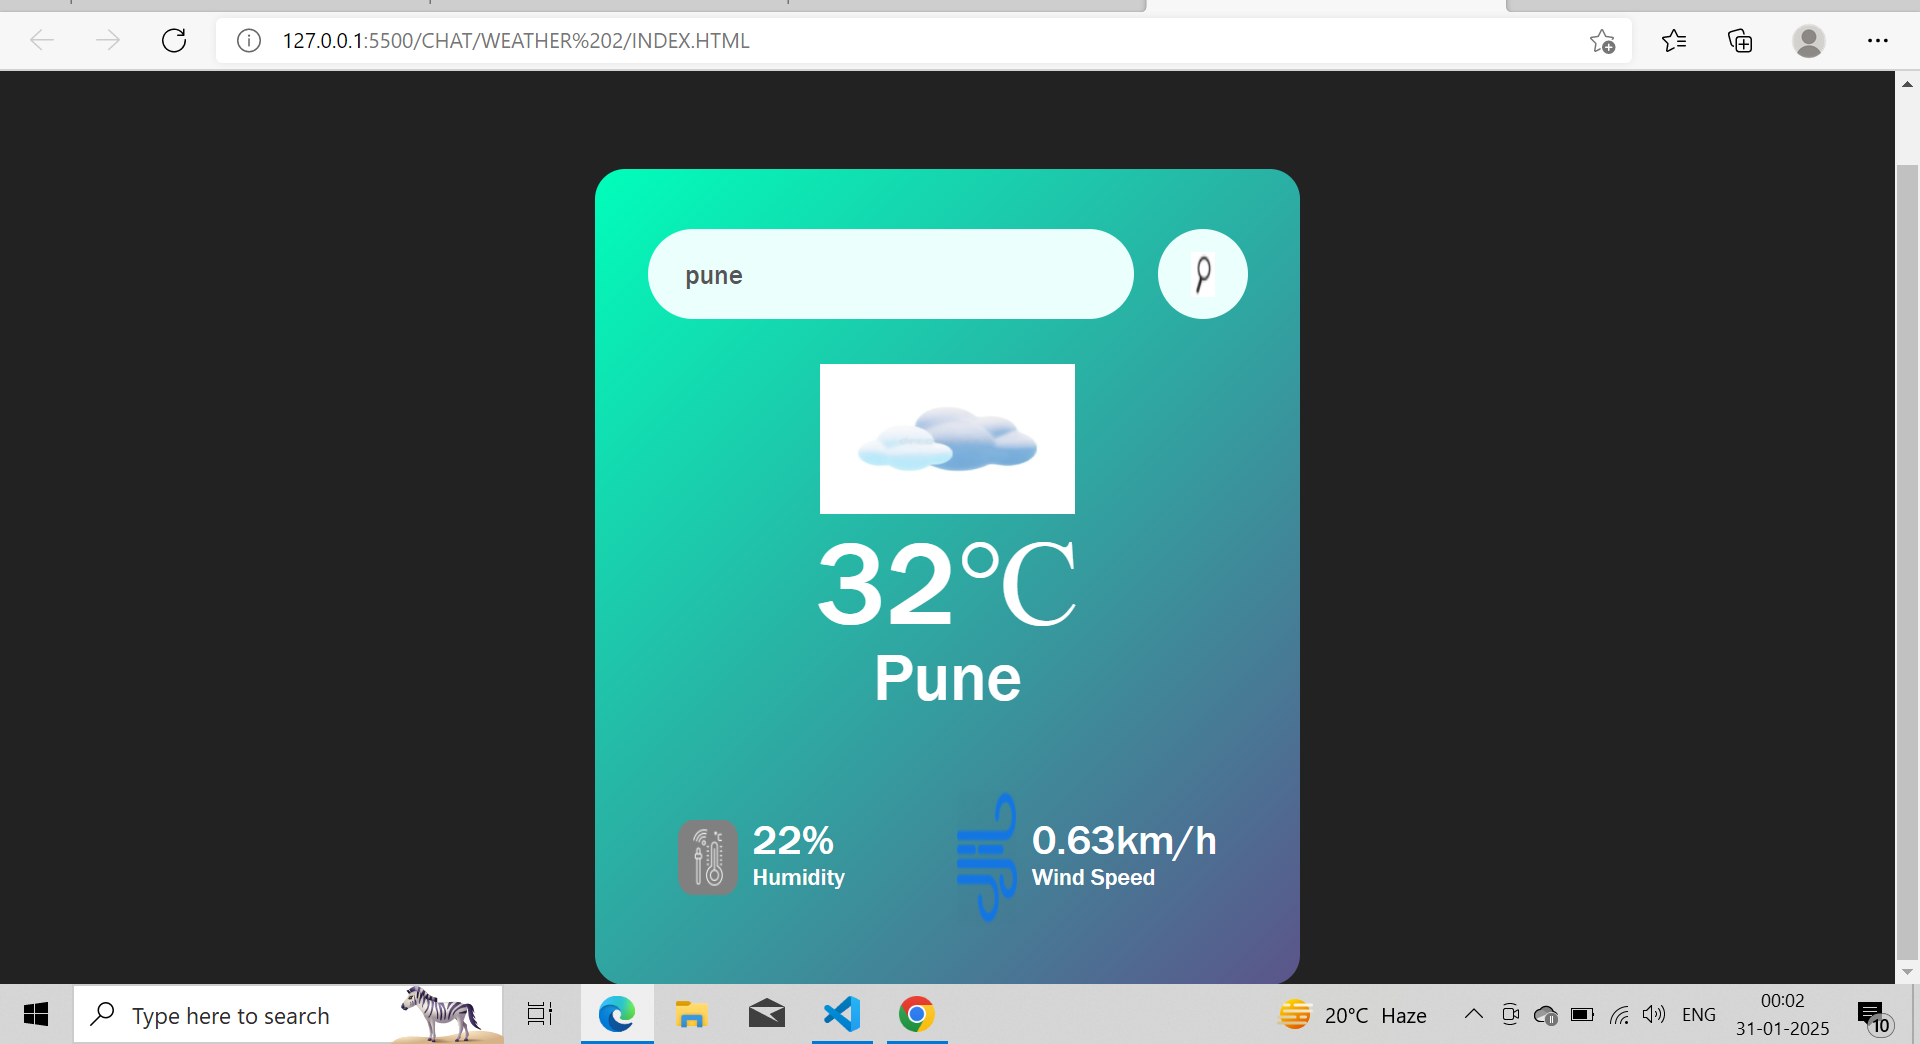 127.0.0.1:5500/CHAT/WEATHER%202/INDEX.HTML
pune
32°C
Pune
22%
Humidity
0.63km/h
Wind Speed
Type here to search
20°C Haze
ENG
00:02
31-01-2025
10